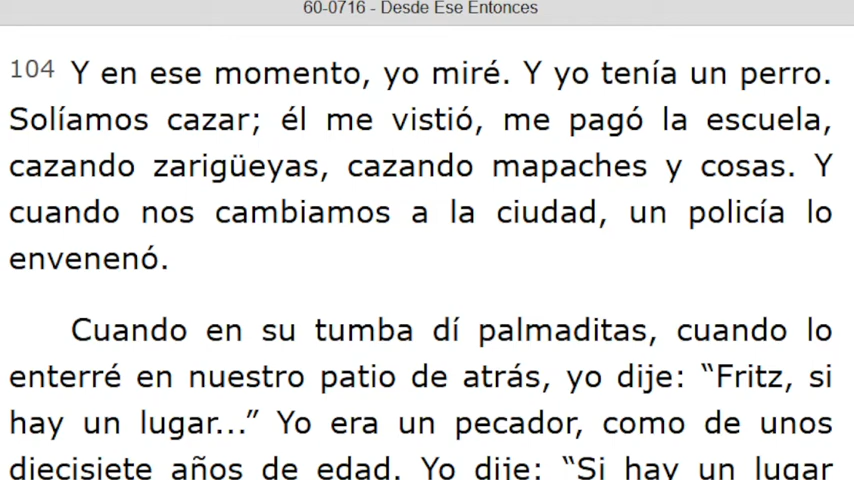 60-0716 - Desde Ese Entonces
104 Y en ese momento, yo miré. Y yo tenía un perro.
Solíamos cazar; él me vistió, me pagó la escuela,
cazando zarigüeyas, cazando mapaches y cosas. Y
cuando nos cambiamos a la ciudad, un policía lo
envenenó.
Cuando en su tumba dí palmaditas, cuando lo
enterré en nuestro patio de atrás, yo dije: “Fritz, si
hay un lugar...” Yo era un pecador, como de unos
diecisiete años de edad. Yo dije: “Si hay un lugar